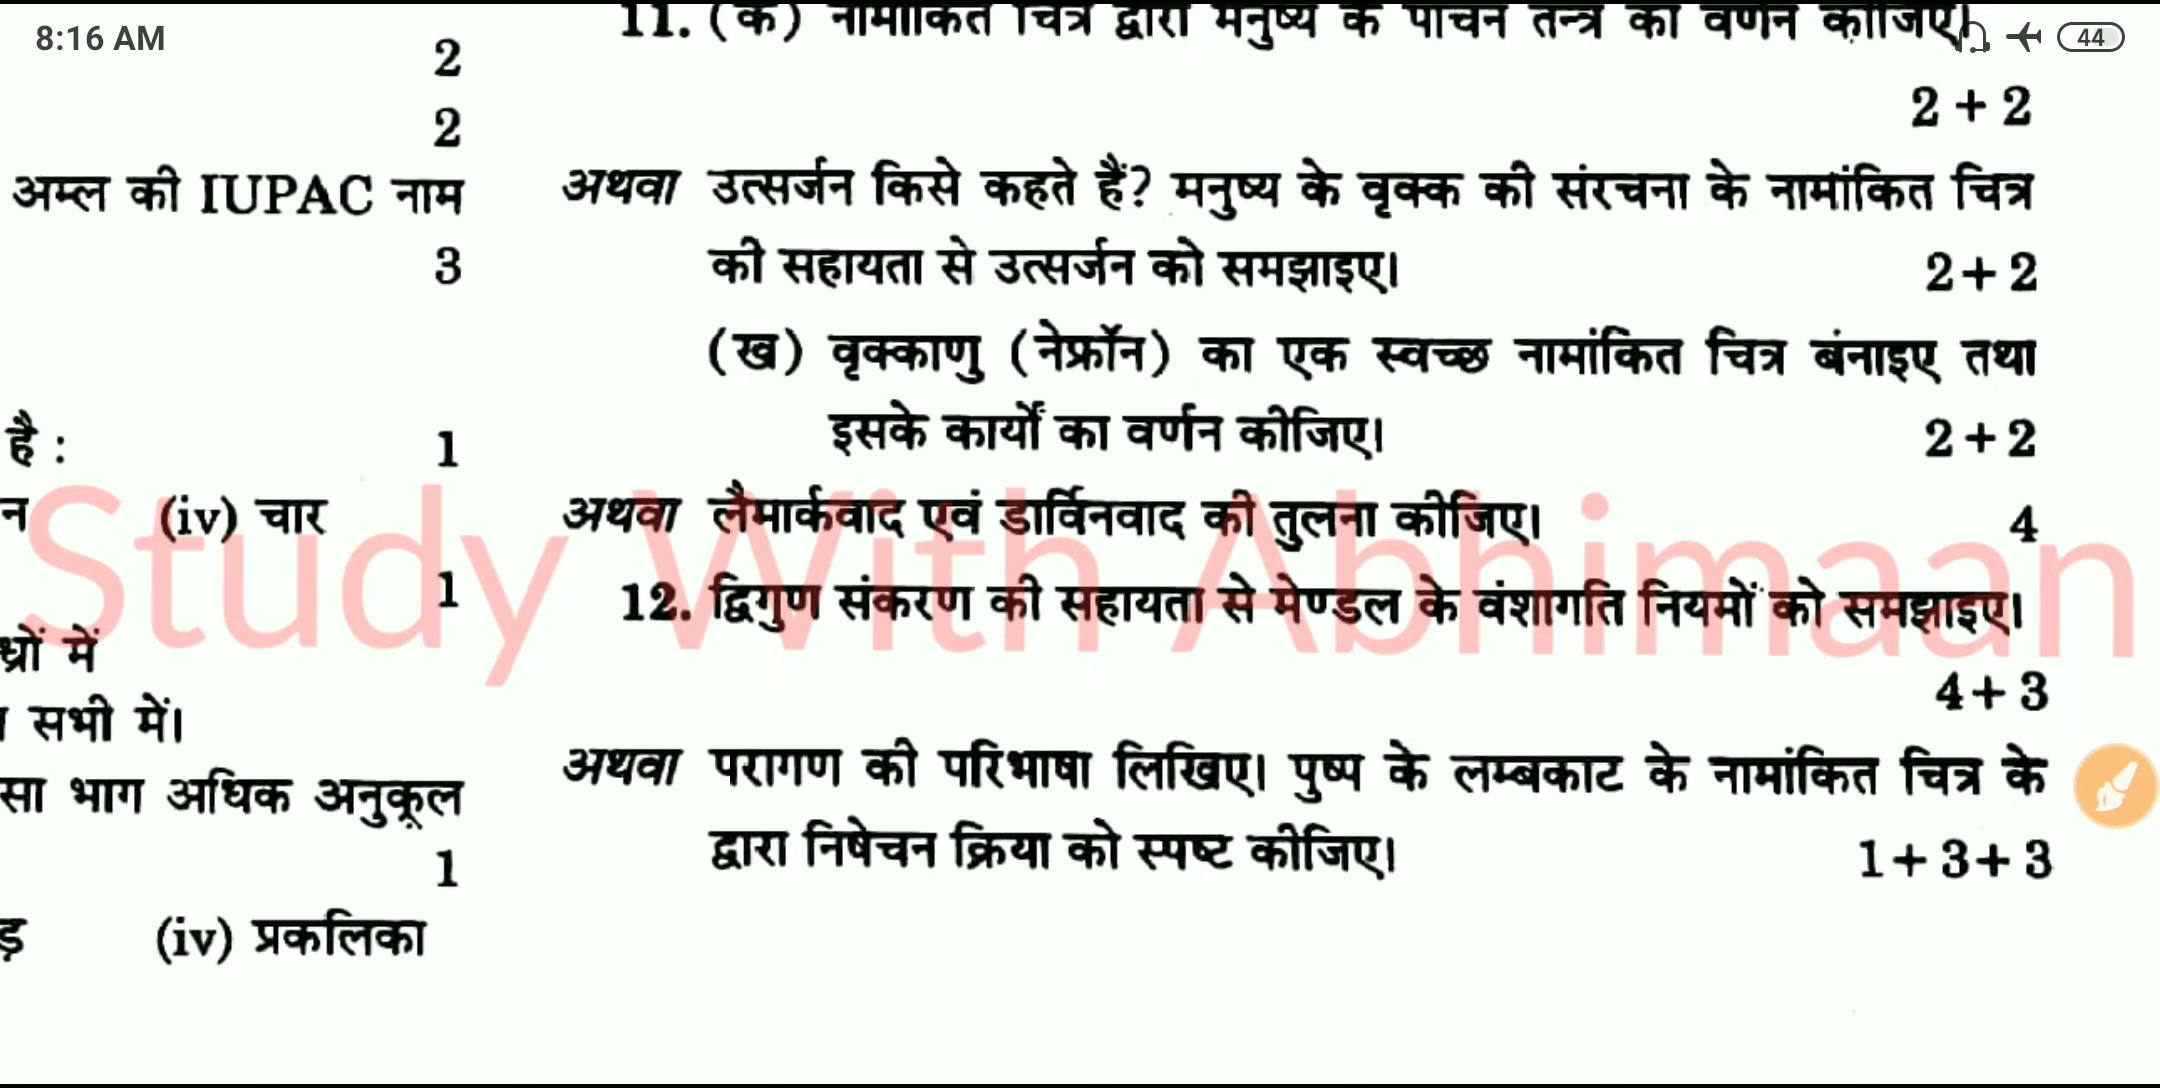 8:16 AM
44
2
2
अम्ल की IUPAC नाम
3
है : 1
न (iv) चार
1
ध्रों में
सभी में।
सा भाग अधिक अनुकूल
1
ड़ (iv) प्रकलिका
11. (क) नामांकित चित्र द्वारा मनुष्य के पाचन तन्त्र का वर्णन कीजिए।
2 + 2
अथवा उत्सर्जन किसे कहते हैं? मनुष्य के वृक्क की संरचना के नामांकित चित्र
की सहायता से उत्सर्जन को समझाइए। 2+2
(ख) वृक्काणु (नेफ्रॉन) का एक स्वच्छ नामांकित चित्र बंनाइए तथा
इसके कार्यों का वर्णन कीजिए। 2+2
अथवा लैमार्कवाद एवं डार्विनवाद की तुलना कीजिए। 4
12. द्विगुण संकरण की सहायता से मेण्डल के वंशागति नियमों को समझाइए।
4+3
अथवा परागण की परिभाषा लिखिए। पुष्प के लम्बकाट के नामांकित चित्र के
द्वारा निषेचन क्रिया को स्पष्ट कीजिए। 1+3+3
Study With Abhimaan